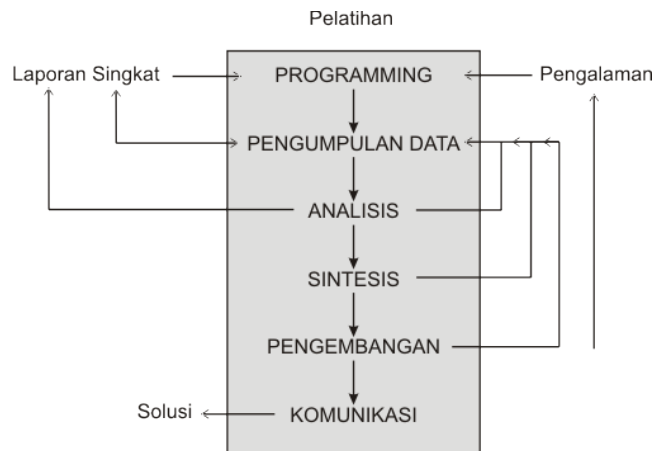 Pelatihan
Laporan Singkat
PROGRAMMING
Pengalaman
PENGUMPULAN DATA
ANALISIS
SINTESIS
PENGEMBANGAN
Solusi
KOMUNIKASI